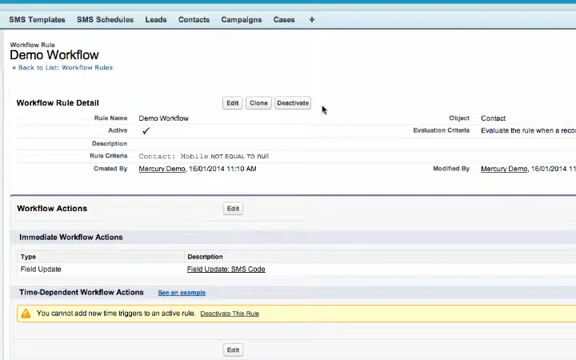 SMS Templates SMS Schedules Leads Contacts Campaigns Cases +
Workflow Rule
Demo Workflow
« Back to List: Workflow Rules
Workflow Rule Detail Edit Clone Deactivate
Rule Name Demo Workflow Object Contact
Active ✓ Evaluation Criteria Evaluate the rule when a reco
Description
Rule Criteria Contact: Mobile NOT EQUAL TO null
Created By Mercury Demo, 16/01/2014 11:10 AM Modified By Mercury Demo, 16/01/2014 11
Workflow Actions Edit
Immediate Workflow Actions
Type Description
Field Update Field Update: SMS Code
Time-Dependent Workflow Actions See an example
You cannot add new time triggers to an active rule. Deactivate This Rule
Edit